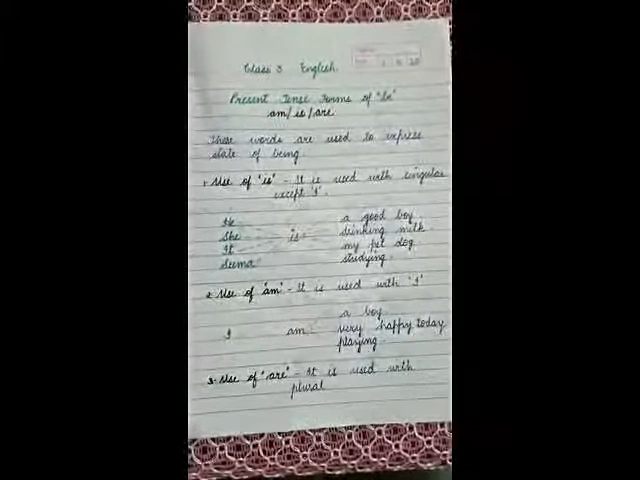 Class 3 English
Present Tense Forms of "be"
am/is/are
These words are used to express
state of being.
1. Use of "is" - It is used with singular
except 'I'.
He
She
It
Seema
is
a good boy.
drinking milk
my pet dog.
studying.
2. Use of "am" - It is used with 'I'
I am
a boy
very happy today
playing.
3. Use of "are" - It is used with
plural